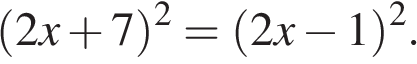 (2x + 7)² = (2x − 1)².